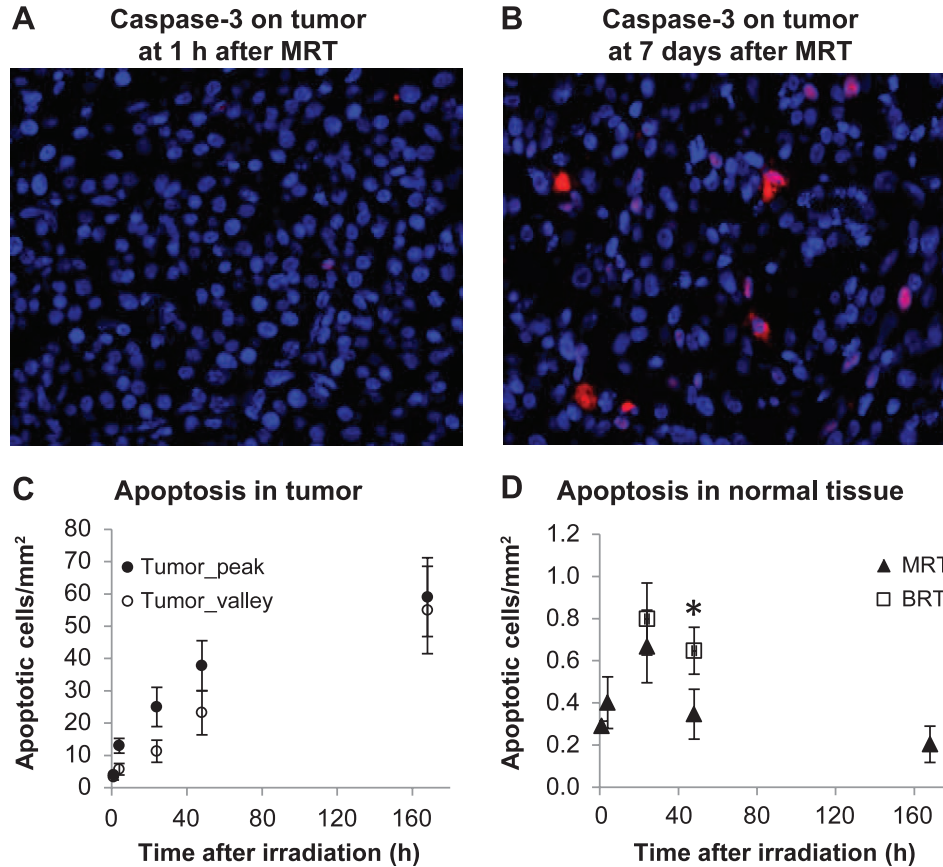 A
Caspase-3 on tumor
at 1 h after MRT
B
Caspase-3 on tumor
at 7 days after MRT
C
Apoptosis in tumor
Apoptotic cells/mm²
80
70
60
50
40
30
20
10
0
Tumor_peak
Tumor_valley
0
40
80
120
160
Time after irradiation (h)
D
Apoptosis in normal tissue
Apoptotic cells/mm²
1.2
1.0
0.8
0.6
0.4
0.2
0.0
MRT
BRT
*
0
40
80
120
160
Time after irradiation (h)